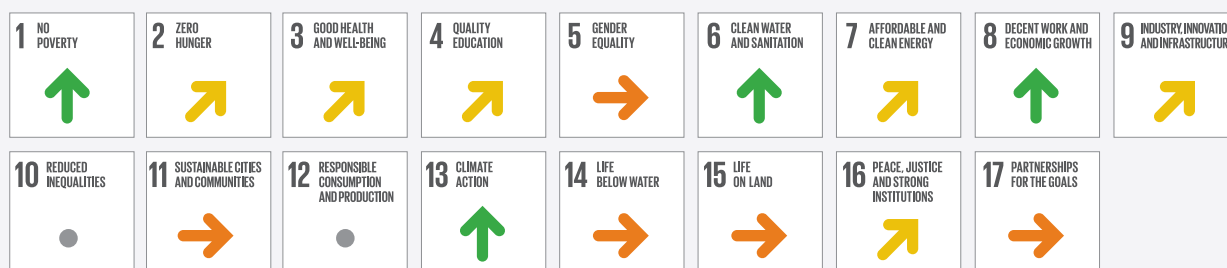 1 NO
POVERTY
2 ZERO
HUNGER
3 GOOD HEALTH
AND WELL-BEING
4 QUALITY
EDUCATION
5 GENDER
EQUALITY
6 CLEAN WATER
AND SANITATION
7 AFFORDABLE AND
CLEAN ENERGY
8 DECENT WORK AND
ECONOMIC GROWTH
9 INDUSTRY, INNOVATIO
AND INFRASTRUCTUR
10 REDUCED
INEQUALITIES
11 SUSTAINABLE CITIES
AND COMMUNITIES
12 RESPONSIBLE
CONSUMPTION
AND PRODUCTION
13 CLIMATE
ACTION
14 LIFE
BELOW WATER
15 LIFE
ON LAND
16 PEACE, JUSTICE
AND STRONG
INSTITUTIONS
17 PARTNERSHIPS
FOR THE GOALS